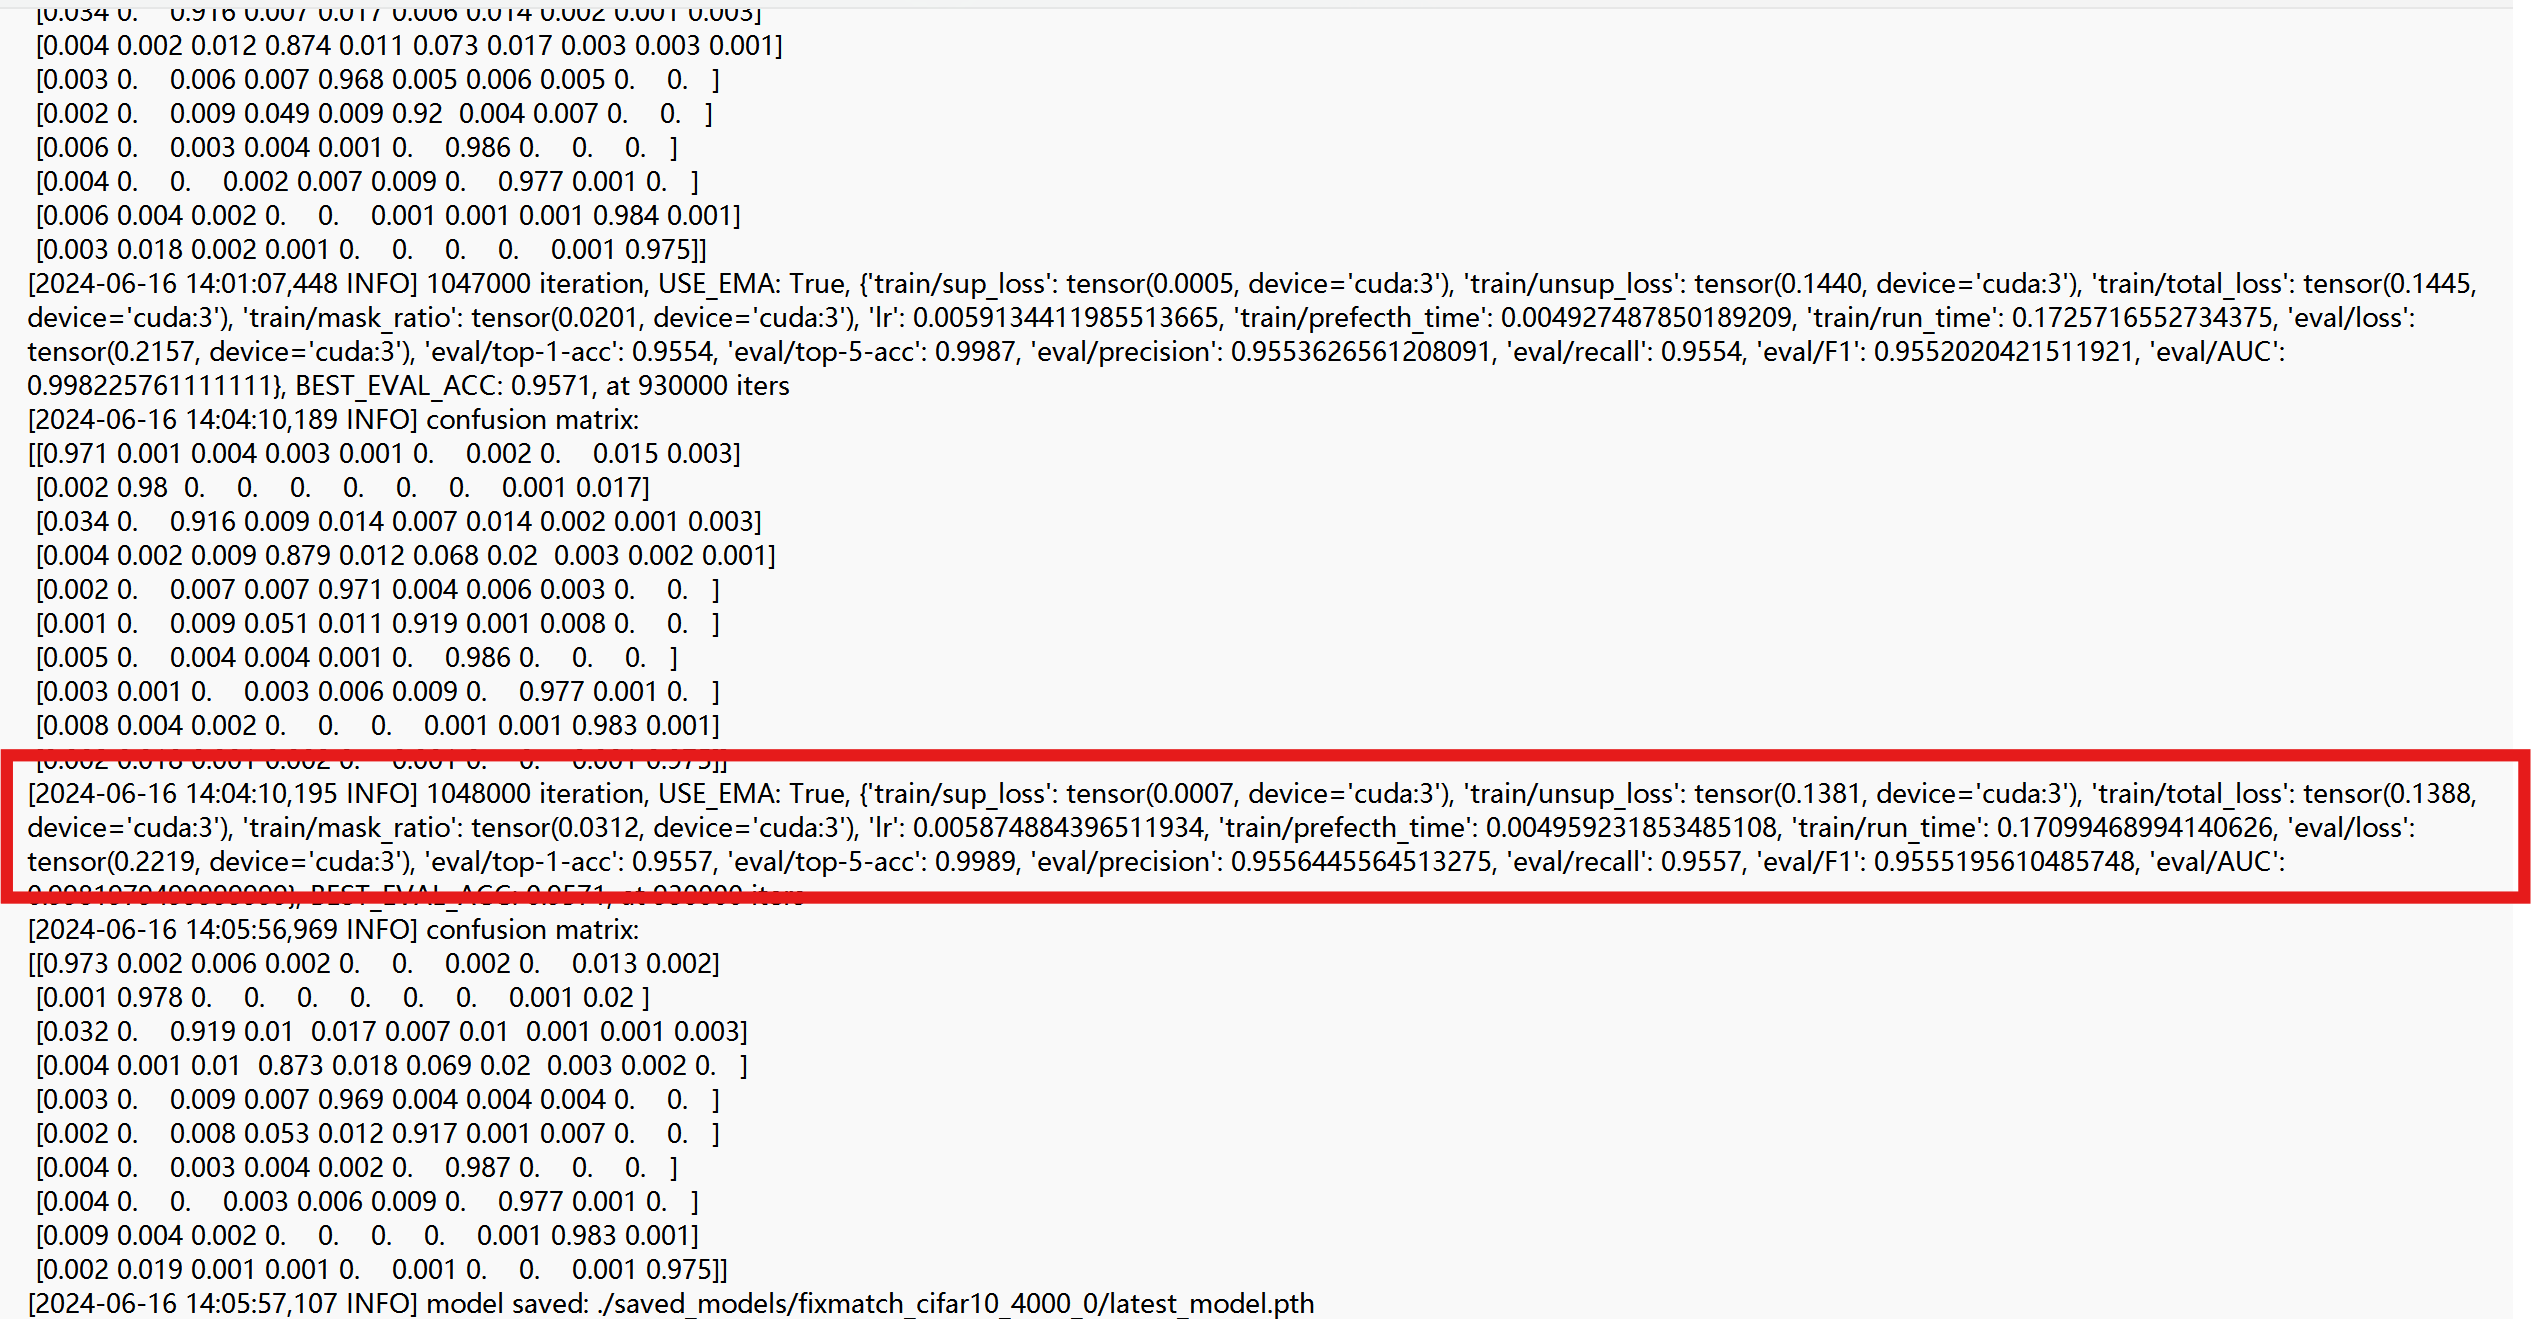 [0.034 0. 0.916 0.007 0.017 0.006 0.014 0.002 0.001 0.003]
[0.004 0.002 0.012 0.874 0.011 0.073 0.017 0.003 0.003 0.001]
[0.003 0. 0.006 0.007 0.968 0.005 0.006 0.005 0. 0. ]
[0.002 0. 0.009 0.049 0.009 0.92 0.004 0.007 0. 0. ]
[0.006 0. 0.003 0.004 0.001 0. 0.986 0. 0. 0. ]
[0.004 0. 0. 0.002 0.007 0.009 0. 0.977 0.001 0. ]
[0.006 0.004 0.002 0. 0. 0.001 0.001 0.001 0.984 0.001]
[0.003 0.018 0.002 0.001 0. 0. 0. 0. 0.001 0.975]]
[2024-06-16 14:01:07,448 INFO] 1047000 iteration, USE_EMA: True, {'train/sup_loss': tensor(0.0005, device='cuda:3'), 'train/unsup_loss': tensor(0.1440, device='cuda:3'), 'train/total_loss': tensor(0.1445,
device='cuda:3'), 'train/mask_ratio': tensor(0.0201, device='cuda:3'), 'lr': 0.0059134411985513665, 'train/prefecth_time': 0.004927487850189209, 'train/run_time': 0.1725716552734375, 'eval/loss':
tensor(0.2157, device='cuda:3'), 'eval/top-1-acc': 0.9554, 'eval/top-5-acc': 0.9987, 'eval/precision': 0.9553626561208091, 'eval/recall': 0.9554, 'eval/F1': 0.9552020421511921, 'eval/AUC':
0.998225761111111}, BEST_EVAL_ACC: 0.9571, at 930000 iters
[2024-06-16 14:04:10,189 INFO] confusion matrix:
[[0.971 0.001 0.004 0.003 0.001 0. 0.002 0. 0.015 0.003]
[0.002 0.98 0. 0. 0. 0. 0. 0. 0.001 0.017]
[0.034 0. 0.916 0.009 0.014 0.007 0.014 0.002 0.001 0.003]
[0.004 0.002 0.009 0.879 0.012 0.068 0.02 0.003 0.002 0.001]
[0.002 0. 0.007 0.007 0.971 0.004 0.006 0.003 0. 0. ]
[0.001 0. 0.009 0.051 0.011 0.919 0.001 0.008 0. 0. ]
[0.005 0. 0.004 0.004 0.001 0. 0.986 0. 0. 0. ]
[0.003 0.001 0. 0.003 0.006 0.009 0. 0.977 0.001 0. ]
[0.008 0.004 0.002 0. 0. 0. 0.001 0.001 0.983 0.001]
[0.002 0.018 0.001 0.002 0. 0.001 0. 0. 0.001 0.975]]
[2024-06-16 14:04:10,195 INFO] 1048000 iteration, USE_EMA: True, {'train/sup_loss': tensor(0.0007, device='cuda:3'), 'train/unsup_loss': tensor(0.1381, device='cuda:3'), 'train/total_loss': tensor(0.1388,
device='cuda:3'), 'train/mask_ratio': tensor(0.0312, device='cuda:3'), 'lr': 0.005874884396511934, 'train/prefecth_time': 0.004959231853485108, 'train/run_time': 0.17099468994140626, 'eval/loss':
tensor(0.2219, device='cuda:3'), 'eval/top-1-acc': 0.9557, 'eval/top-5-acc': 0.9989, 'eval/precision': 0.9556445564513275, 'eval/recall': 0.9557, 'eval/F1': 0.9555195610485748, 'eval/AUC':
BEST_EVAL_ACC: 0.9571, at 930000 iters
[2024-06-16 14:05:56,969 INFO] confusion matrix:
[[0.973 0.002 0.006 0.002 0. 0. 0.002 0. 0.013 0.002]
[0.001 0.978 0. 0. 0. 0. 0. 0. 0.001 0.02 ]
[0.032 0. 0.919 0.01 0.017 0.007 0.01 0.001 0.001 0.003]
[0.004 0.001 0.01 0.873 0.018 0.069 0.02 0.003 0.002 0. ]
[0.003 0. 0.009 0.007 0.969 0.004 0.004 0.004 0. 0. ]
[0.002 0. 0.008 0.053 0.012 0.917 0.001 0.007 0. 0. ]
[0.004 0. 0.003 0.004 0.002 0. 0.987 0. 0. 0. ]
[0.004 0. 0. 0.003 0.006 0.009 0. 0.977 0.001 0. ]
[0.009 0.004 0.002 0. 0. 0. 0. 0.001 0.983 0.001]
[0.002 0.019 0.001 0.001 0. 0.001 0. 0. 0.001 0.975]]
[2024-06-16 14:05:57,107 INFO] model saved: ./saved_models/fixmatch_cifar10_4000_0/latest_model.pth